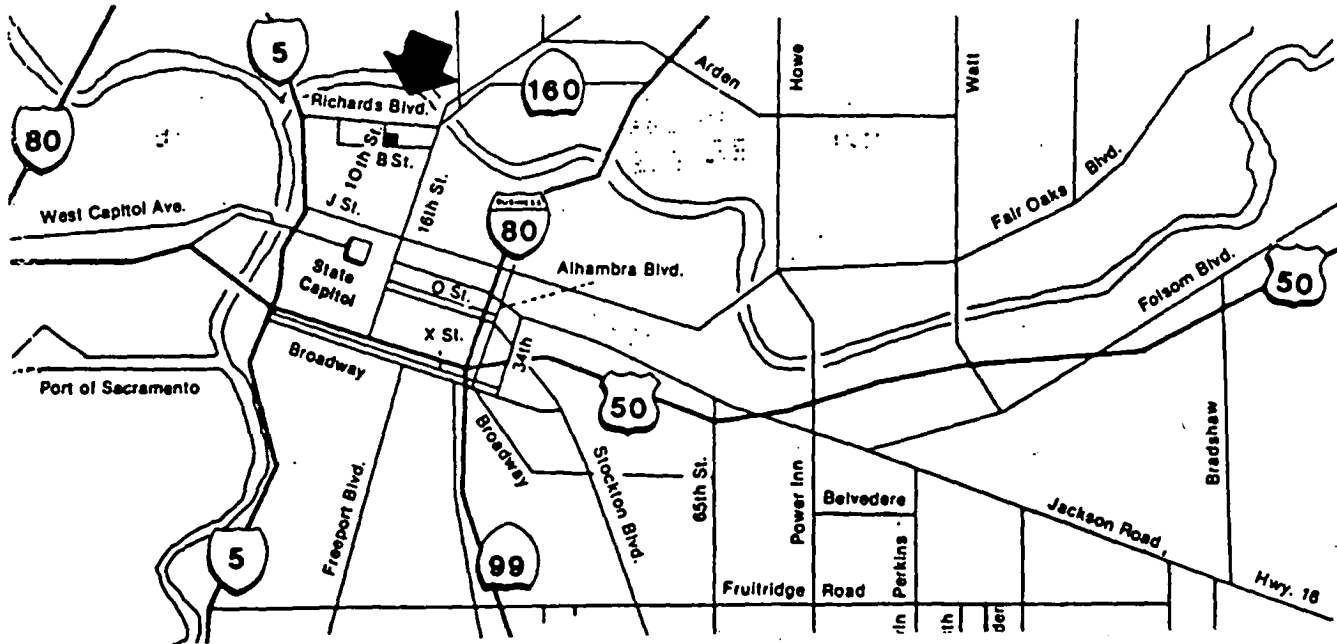 5
Richards Blvd.
160
Arden
Howe
Watt
80
10th St.
B St.
West Capitol Ave.
J St.
16th St.
BUSINESS
80
Fair Oaks Blvd.
State
Capitol
Q St.
Alhambra Blvd.
Folsom Blvd.
50
X St.
34th
Broadway
Port of Sacramento
50
Broadway
Stockton Blvd.
Freeport Blvd.
65th St.
Power Inn
Belvedere
Perkins
Bradshaw
Jackson Road,
5
99
Fruitridge Road
Hwy. 16